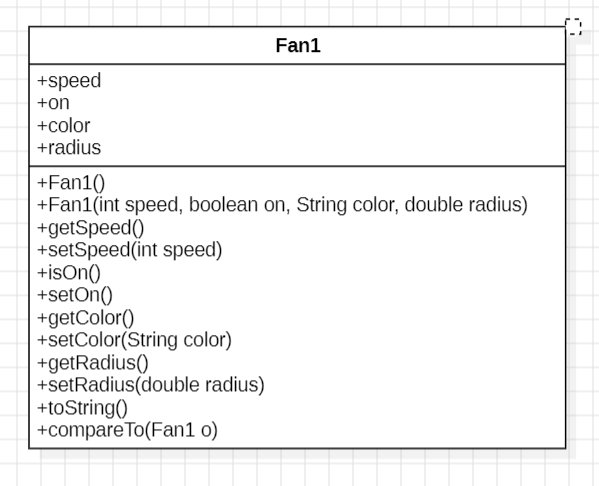 Fan1
+speed
+on
+color
+radius
+Fan1()
+Fan1(int speed, boolean on, String color, double radius)
+getSpeed()
+setSpeed(int speed)
+isOn()
+setOn()
+getColor()
+setColor(String color)
+getRadius()
+setRadius(double radius)
+toString()
+compareTo(Fan1 o)